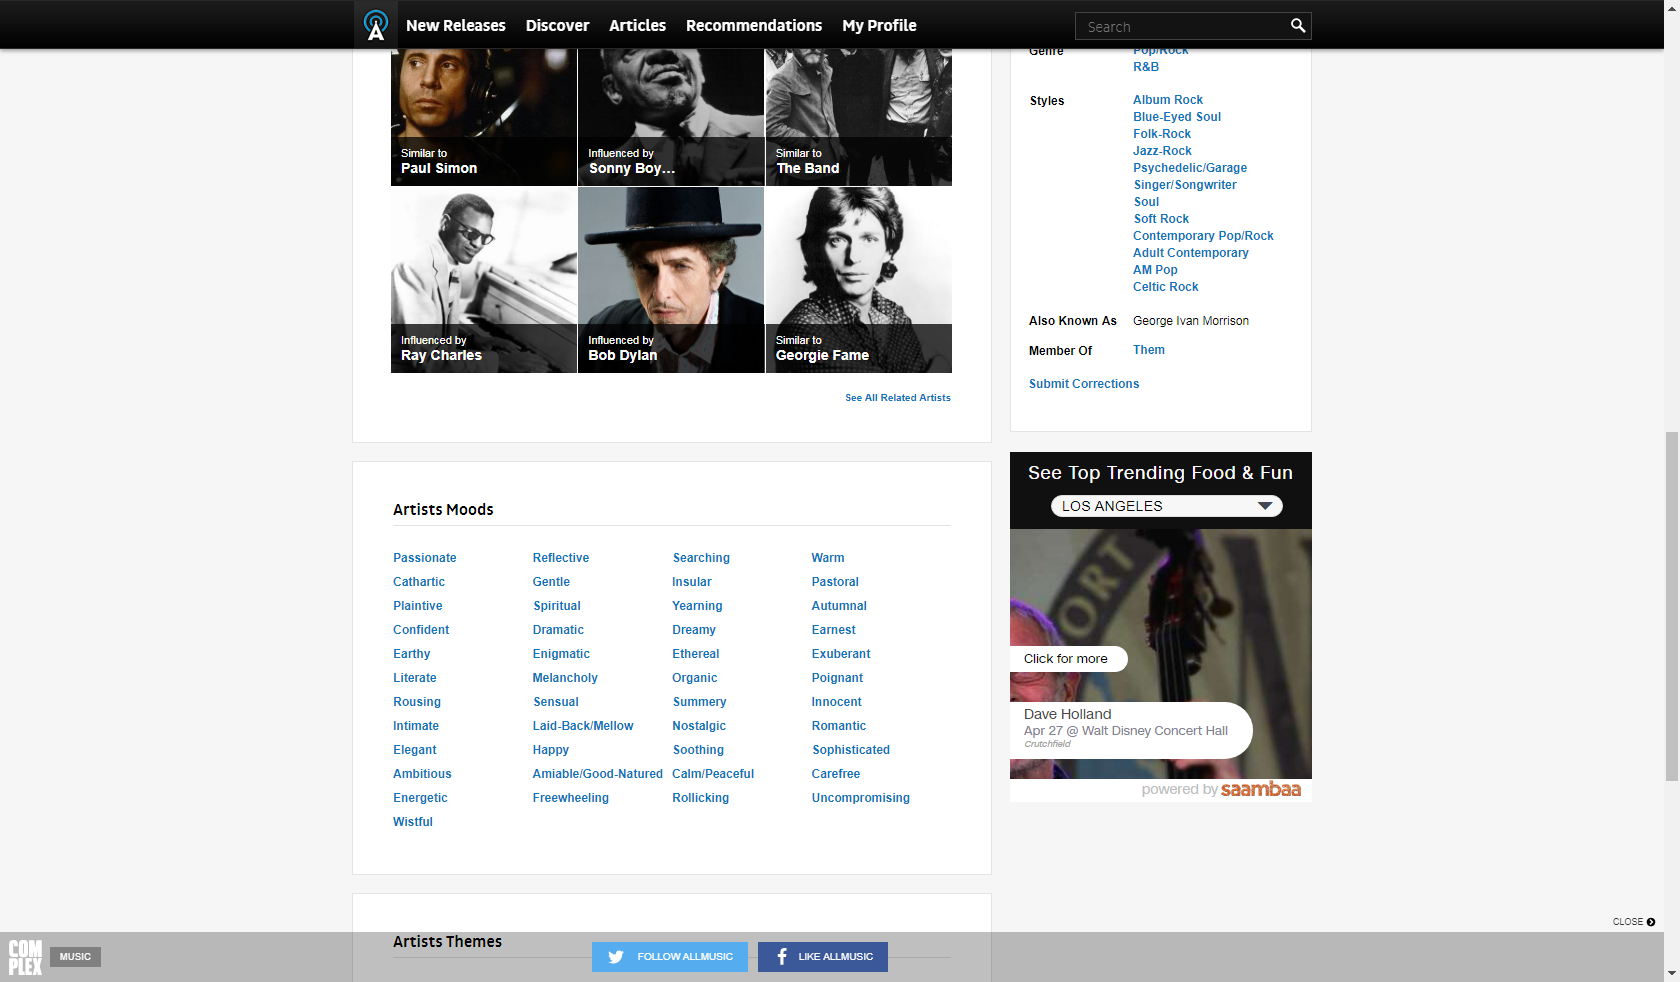 New Releases Discover Articles Recommendations My Profile
Search
Similar to
Paul Simon
Influenced by
Sonny Boy...
Similar to
The Band
Influenced by
Ray Charles
Influenced by
Bob Dylan
Similar to
Georgie Fame
See All Related Artists
Genre Pop/Rock
R&B
Styles Album Rock
Blue-Eyed Soul
Folk-Rock
Jazz-Rock
Psychedelic/Garage
Singer/Songwriter
Soul
Soft Rock
Contemporary Pop/Rock
Adult Contemporary
AM Pop
Celtic Rock
Also Known As George Ivan Morrison
Member Of Them
Submit Corrections
Artists Moods
Passionate Reflective Searching Warm
Cathartic Gentle Insular Pastoral
Plaintive Spiritual Yearning Autumnal
Confident Dramatic Dreamy Earnest
Earthy Enigmatic Ethereal Exuberant
Literate Melancholy Organic Poignant
Rousing Sensual Summery Innocent
Intimate Laid-Back/Mellow Nostalgic Romantic
Elegant Happy Soothing Sophisticated
Ambitious Amiable/Good-Natured Calm/Peaceful Carefree
Energetic Freewheeling Rollicking Uncompromising
Wistful
See Top Trending Food & Fun
LOS ANGELES
ORT
Click for more
Dave Holland
Apr 27 @ Walt Disney Concert Hall
Crutchfield
powered by saambaa
CLOSE
Artists Themes
COM
PLEX
MUSIC
FOLLOW ALLMUSIC
LIKE ALLMUSIC